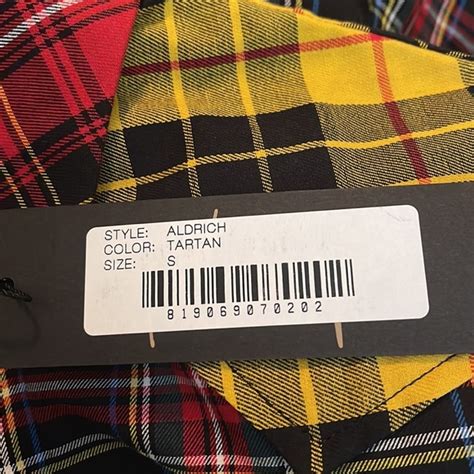 STYLE: ALDRICH
COLOR: TARTAN
SIZE: S
819069070202